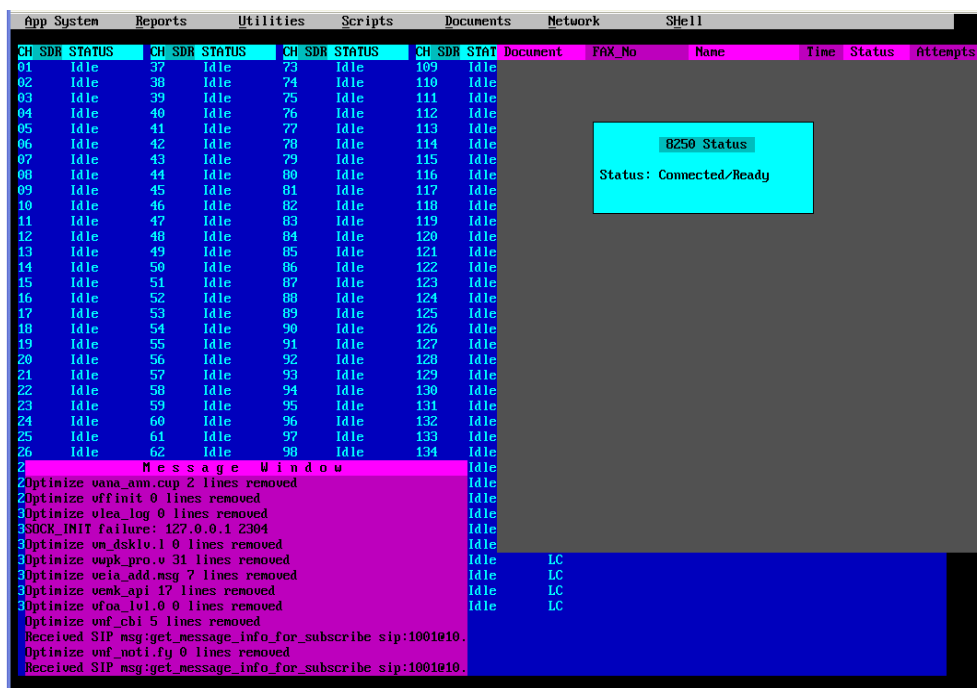 App System Reports Utilities Scripts Documents Network SHell
CH SDR STATUS CH SDR STATUS CH SDR STATUS CH SDR STAT Document FAX_No Name Time Status Attempts
01 Idle 37 Idle 73 Idle 109 Idle
02 Idle 38 Idle 74 Idle 110 Idle
03 Idle 39 Idle 75 Idle 111 Idle
04 Idle 40 Idle 76 Idle 112 Idle
05 Idle 41 Idle 77 Idle 113 Idle
06 Idle 42 Idle 78 Idle 114 Idle 8250 Status
07 Idle 43 Idle 79 Idle 115 Idle
08 Idle 44 Idle 80 Idle 116 Idle Status: Connected/Ready
09 Idle 45 Idle 81 Idle 117 Idle
10 Idle 46 Idle 82 Idle 118 Idle
11 Idle 47 Idle 83 Idle 119 Idle
12 Idle 48 Idle 84 Idle 120 Idle
13 Idle 49 Idle 85 Idle 121 Idle
14 Idle 50 Idle 86 Idle 122 Idle
15 Idle 51 Idle 87 Idle 123 Idle
16 Idle 52 Idle 88 Idle 124 Idle
17 Idle 53 Idle 89 Idle 125 Idle
18 Idle 54 Idle 90 Idle 126 Idle
19 Idle 55 Idle 91 Idle 127 Idle
20 Idle 56 Idle 92 Idle 128 Idle
21 Idle 57 Idle 93 Idle 129 Idle
22 Idle 58 Idle 94 Idle 130 Idle
23 Idle 59 Idle 95 Idle 131 Idle
24 Idle 60 Idle 96 Idle 132 Idle
25 Idle 61 Idle 97 Idle 133 Idle
26 Idle 62 Idle 98 Idle 134 Idle
2 Message Window Idle
2 Optimize vana_ann.cup 2 lines removed Idle
2 Optimize vffinit 0 lines removed Idle
3 Optimize vlea_log 0 lines removed Idle
3 SOCK_INIT failure: 127.0.0.1 2304 Idle
3 Optimize vm_dsklv.l 0 lines removed Idle
3 Optimize vwpk_pro.v 31 lines removed Idle LC
3 Optimize veia_add.msg 7 lines removed Idle LC
3 Optimize vemk_api 17 lines removed Idle LC
3 Optimize vfoa_lvl.0 0 lines removed Idle LC
Optimize vnf_cbi 5 lines removed
Received SIP msg:get_message_info_for_subscribe sip:1001@10.
Optimize vnf_noti.fy 0 lines removed
Received SIP msg:get_message_info_for_subscribe sip:1001@10.